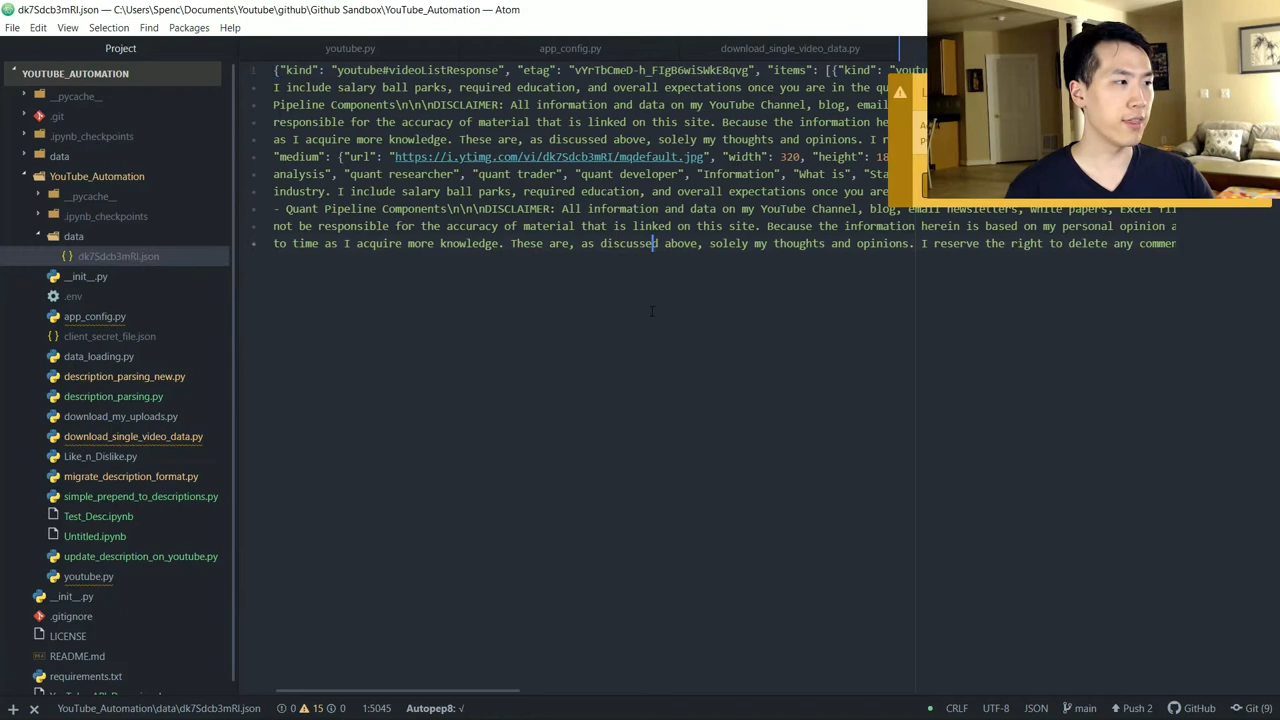 dk7Sdcb3mRI.json — C:\Users\Spenc\Documents\Youtube\github\Github Sandbox\YouTube_Automation — Atom
File Edit View Selection Find Packages Help
Project
youtube.py app_config.py download_single_video_data.py
YOUTUBE_AUTOMATION
__pycache__
.git
.ipynb_checkpoints
data
YouTube_Automation
__pycache__
.ipynb_checkpoints
data
dk7Sdcb3mRI.json
__init__.py
.env
app_config.py
client_secret_file.json
data_loading.py
description_parsing_new.py
description_parsing.py
download_my_uploads.py
download_single_video_data.py
Like_n_Dislike.py
migrate_description_format.py
simple_prepend_to_descriptions.py
Test_Desc.ipynb
Untitled.ipynb
update_description_on_youtube.py
youtube.py
__init__.py
.gitignore
LICENSE
README.md
requirements.txt
1 {"kind": "youtube#videoListResponse", "etag": "vYrTbCmeD-h_FIgB6wiSWkE8qvg", "items": [{"kind": "youtu
I include salary ball parks, required education, and overall expectations once you are in the qu
Pipeline Components\n\n\nDISCLAIMER: All information and data on my YouTube Channel, blog, email
responsible for the accuracy of material that is linked on this site. Because the information he
as I acquire more knowledge. These are, as discussed above, solely my thoughts and opinions. I r
"medium": {"url": "https://i.ytimg.com/vi/dk7Sdcb3mRI/mqdefault.jpg", "width": 320, "height": 18
analysis", "quant researcher", "quant trader", "quant developer", "Information", "What is", "Sta
industry. I include salary ball parks, required education, and overall expectations once you are
- Quant Pipeline Components\n\n\nDISCLAIMER: All information and data on my YouTube Channel, blog, email newsletters, white papers, Excel fil
not be responsible for the accuracy of material that is linked on this site. Because the information herein is based on my personal opinion a
to time as I acquire more knowledge. These are, as discussed above, solely my thoughts and opinions. I reserve the right to delete any commen
YouTube_Automation\data\dk7Sdcb3mRI.json 0 15 0 1:5045 Autopep8: √ CRLF UTF-8 JSON main Push 2 GitHub Git (9)